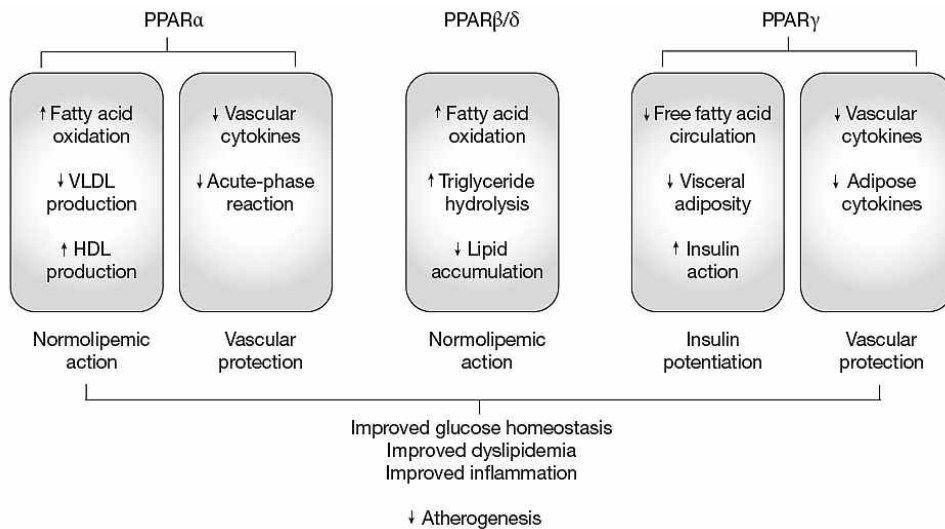 PPARα
PPARβ/δ
PPARγ
↑ Fatty acid
oxidation
↓ VLDL
production
↑ HDL
production
↓ Vascular
cytokines
↓ Acute-phase
reaction
↑ Fatty acid
oxidation
↑ Triglyceride
hydrolysis
↓ Lipid
accumulation
↓ Free fatty acid
circulation
↓ Visceral
adiposity
↑ Insulin
action
↓ Vascular
cytokines
↓ Adipose
cytokines
Normolipemic
action
Vascular
protection
Normolipemic
action
Insulin
potentiation
Vascular
protection
Improved glucose homeostasis
Improved dyslipidemia
Improved inflammation
↓ Atherogenesis